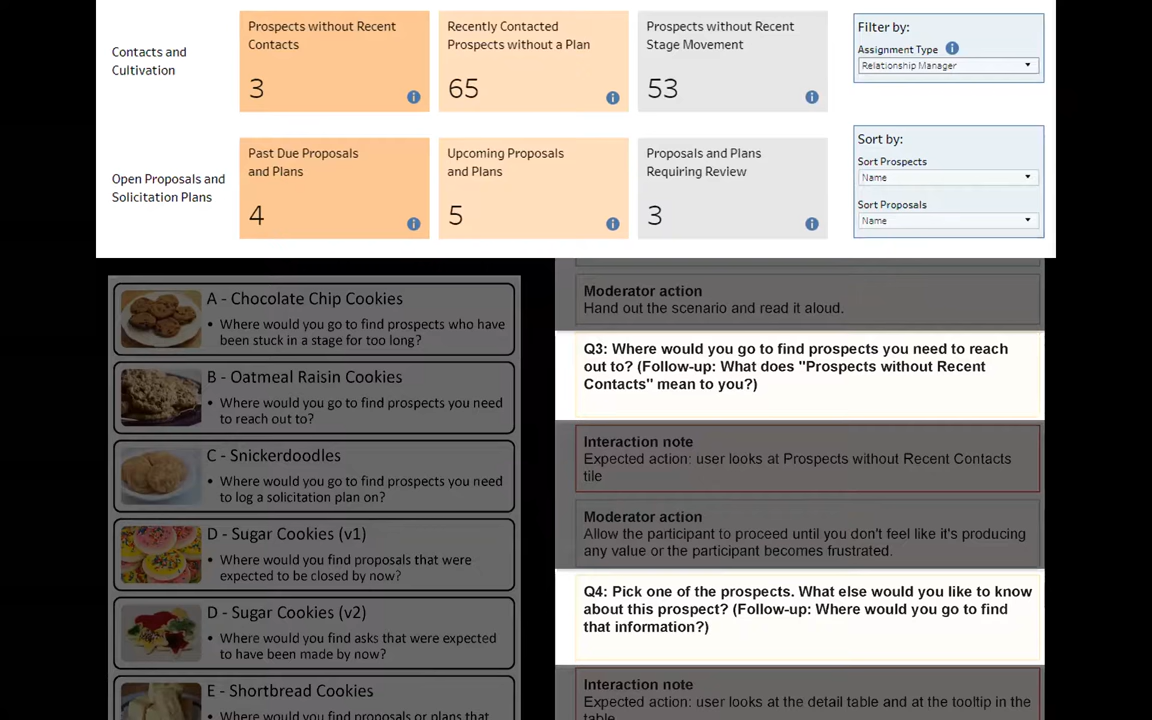 Contacts and
Cultivation
Prospects without Recent
Contacts
3
Recently Contacted
Prospects without a Plan
65
Prospects without Recent
Stage Movement
53
Filter by:
Assignment Type
Relationship Manager
Open Proposals and
Solicitation Plans
Past Due Proposals
and Plans
4
Upcoming Proposals
and Plans
5
Proposals and Plans
Requiring Review
3
Sort by:
Sort Prospects
Name
Sort Proposals
Name
A - Chocolate Chip Cookies
• Where would you go to find prospects who have
been stuck in a stage for too long?
B - Oatmeal Raisin Cookies
• Where would you go to find prospects you need
to reach out to?
C - Snickerdoodles
• Where would you go to find prospects you need
to log a solicitation plan on?
D - Sugar Cookies (v1)
• Where would you find proposals that were
expected to be closed by now?
D - Sugar Cookies (v2)
• Where would you find asks that were expected
to have been made by now?
E - Shortbread Cookies
• Where would you find proposals or plans that
Moderator action
Hand out the scenario and read it aloud.
Q3: Where would you go to find prospects you need to reach
out to? (Follow-up: What does "Prospects without Recent
Contacts" mean to you?)
Interaction note
Expected action: user looks at Prospects without Recent Contacts
tile
Moderator action
Allow the participant to proceed until you don't feel like it's producing
any value or the participant becomes frustrated.
Q4: Pick one of the prospects. What else would you like to know
about this prospect? (Follow-up: Where would you go to find
that information?)
Interaction note
Expected action: user looks at the detail table and at the tooltip in the
table